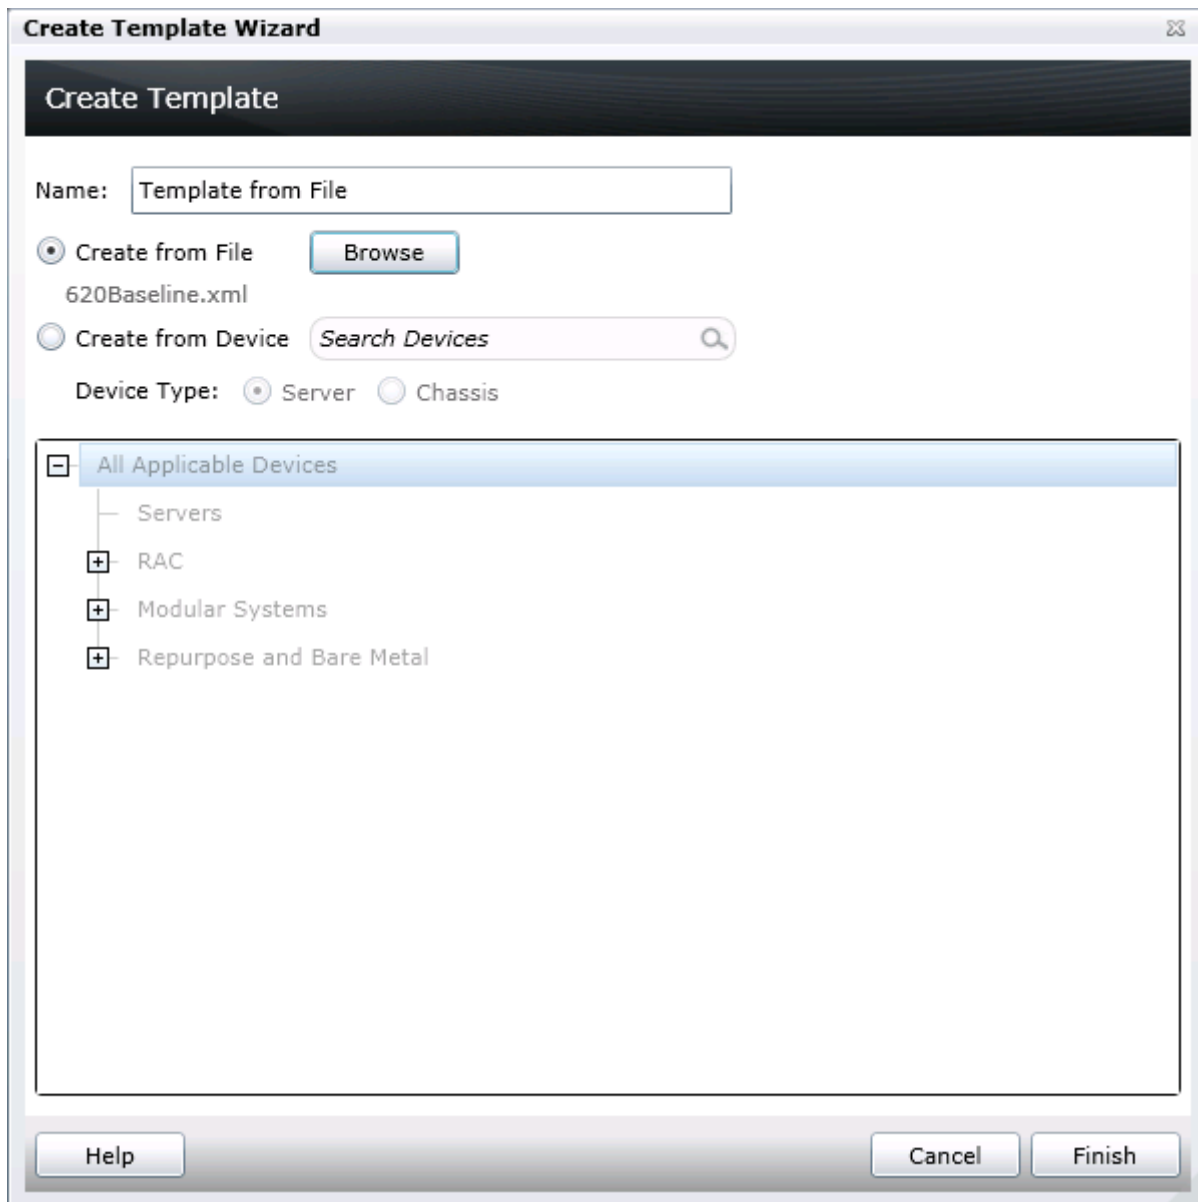 Create Template Wizard
Create Template
Name: Template from File
Create from File Browse
620Baseline.xml
Create from Device Search Devices
Device Type: Server Chassis
All Applicable Devices
Servers
RAC
Modular Systems
Repurpose and Bare Metal
Help Cancel Finish